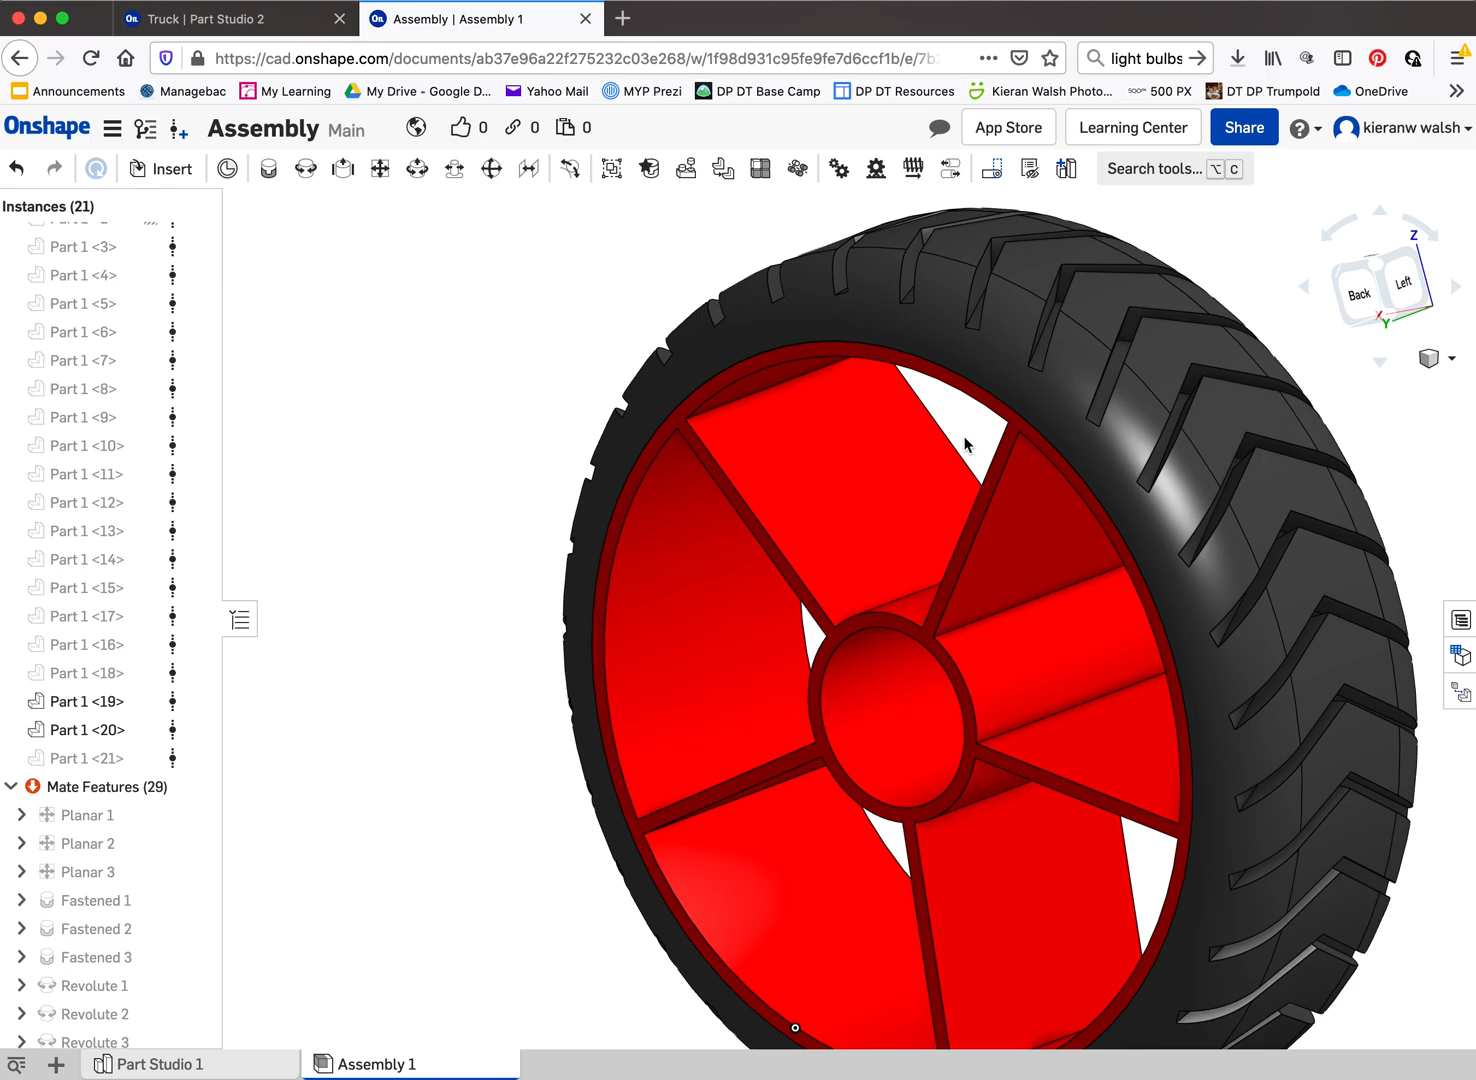 Truck | Part Studio 2
Assembly | Assembly 1
https://cad.onshape.com/documents/ab37e96a22f275232c03e268/w/1f98d931c95fe9fe7d6ccf1b/e/7b2
light bulbs
Announcements
Managebac
My Learning
My Drive - Google D...
Yahoo Mail
MYP Prezi
DP DT Base Camp
DP DT Resources
Kieran Walsh Photo...
500 PX
DT DP Trumpold
OneDrive
Onshape
Assembly Main
0
0
0
App Store
Learning Center
Share
kieranw walsh
Insert
Search tools...
C
Instances (21)
Part 1 <3>
Part 1 <4>
Part 1 <5>
Part 1 <6>
Part 1 <7>
Part 1 <8>
Part 1 <9>
Part 1 <10>
Part 1 <11>
Part 1 <12>
Part 1 <13>
Part 1 <14>
Part 1 <15>
Part 1 <17>
Part 1 <16>
Part 1 <18>
Part 1 <19>
Part 1 <20>
Part 1 <21>
Mate Features (29)
Planar 1
Planar 2
Planar 3
Fastened 1
Fastened 2
Fastened 3
Revolute 1
Revolute 2
Revolute 3
Z
Back
Left
X
Y
Part Studio 1
Assembly 1